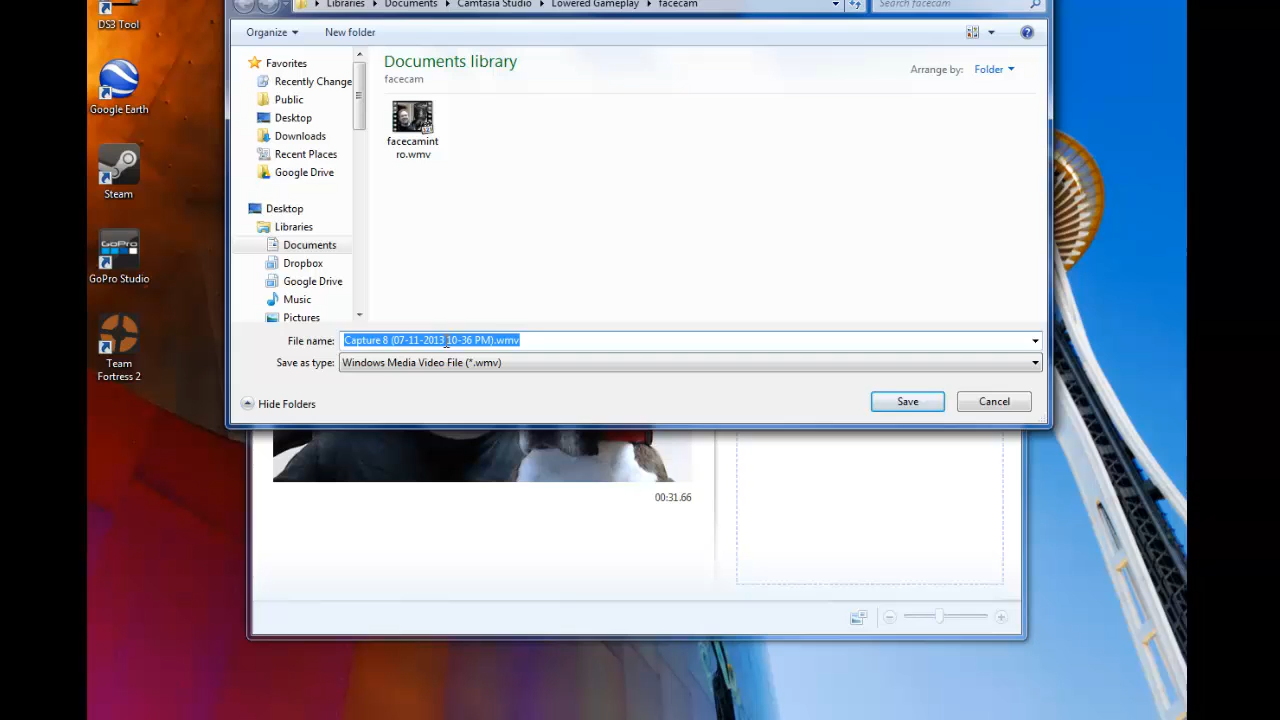 DS3 Tool
Google Earth
Steam
GoPro
GoPro Studio
Team
Fortress 2
Libraries Documents Camtasia Studio Lowered Gameplay facecam
Search facecam
Organize New folder
Favorites
Recently Change
Public
Desktop
Downloads
Recent Places
Google Drive
Desktop
Libraries
Documents
Dropbox
Google Drive
Music
Pictures
Documents library
facecam
Arrange by: Folder
facecamint
ro.wmv
File name: Capture 8 (07-11-2013 10-36 PM).wmv
Save as type: Windows Media Video File (*.wmv)
Hide Folders
Save Cancel
00:31.66